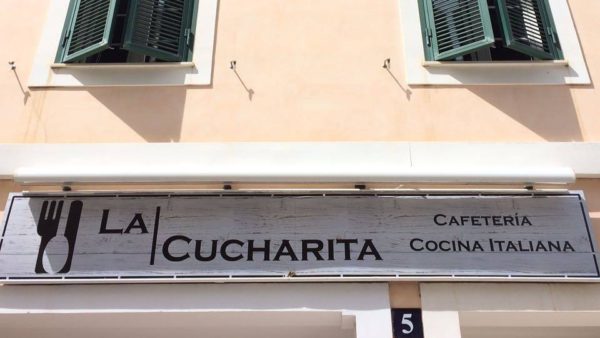 LA
CUCHARITA
CAFETERÍA
COCINA ITALIANA
5